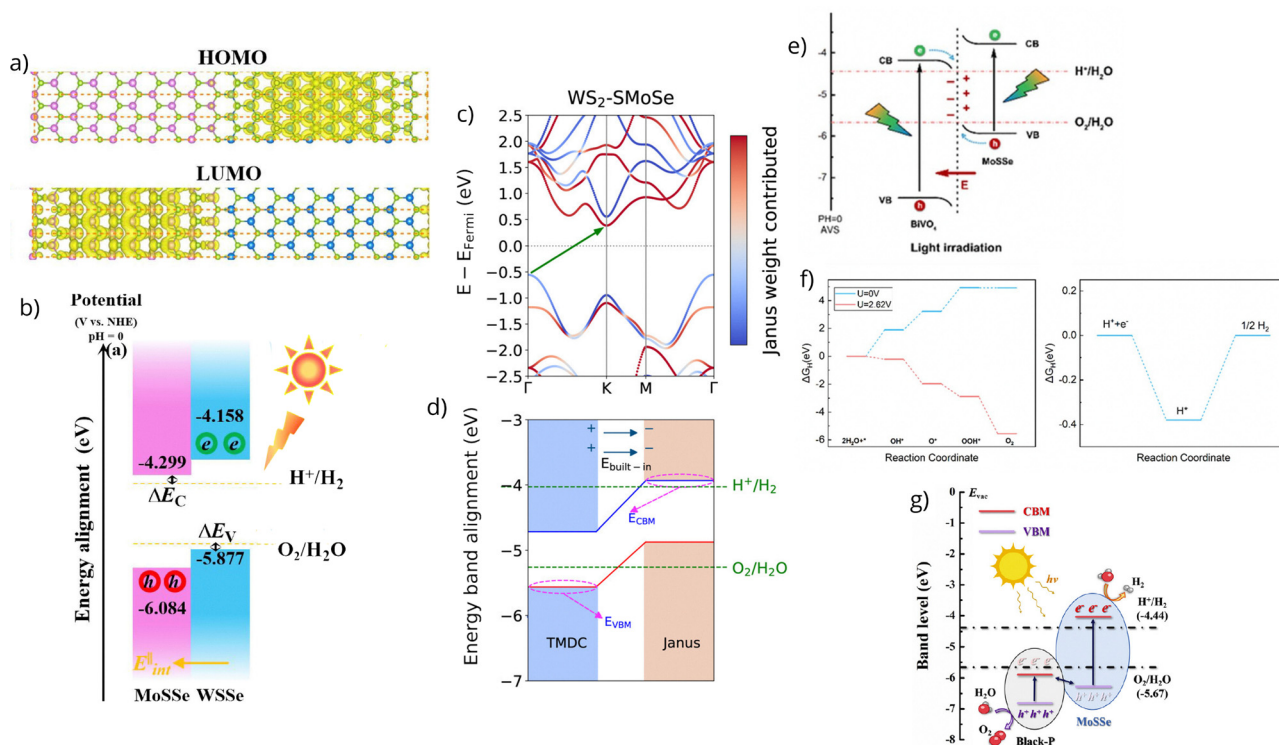 a)
HOMO
LUMO
b)
Potential
(V vs. NHE)
pH = 0
(a)
Energy alignment (eV)
-4.158
e e
-4.299
ΔE_C
H⁺/H₂
ΔE_V
O₂/H₂O
-5.877
h h
-6.084
E^∥_int
MoSSe WSSe
c)
WS₂-SMoSe
E − E_Fermi (eV)
2.5
2.0
1.5
1.0
0.5
0.0
−0.5
−1.0
−1.5
−2.0
−2.5
Γ K M Γ
Janus weight contributed
d)
Energy band alignment (eV)
−3
−4
−5
−6
−7
+ −
+ −
E_built−in
H⁺/H₂
E_CBM
O₂/H₂O
E_VBM
TMDC
Janus
e)
-4
-5
-6
-7
e
CB
e
CB
H⁺/H₂O
O₂/H₂O
VB
h
MoSSe
E
VB
h
BiVO₄
PH=0
AVS
Light irradiation
f)
U=0V
U=2.62V
ΔG_H(eV)
6
4
2
0
-2
-4
-6
2H₂O+* OH* O* OOH* O₂
Reaction Coordinate
ΔG_H(eV)
0.2
0.0
-0.2
-0.4
H⁺+e⁻
H*
1/2 H₂
Reaction Coordinate
g)
Band level (eV)
0
-1
-2
-3
-4
-5
-6
-7
-8
E_vac
CBM
VBM
hν
H₂
H⁺/H₂
(-4.44)
e⁻ e⁻ e⁻
e⁻ e⁻ e⁻
O₂/H₂O
(-5.67)
h⁺ h⁺ h⁺
H₂O
h⁺ h⁺ h⁺
MoSSe
O₂
Black-P